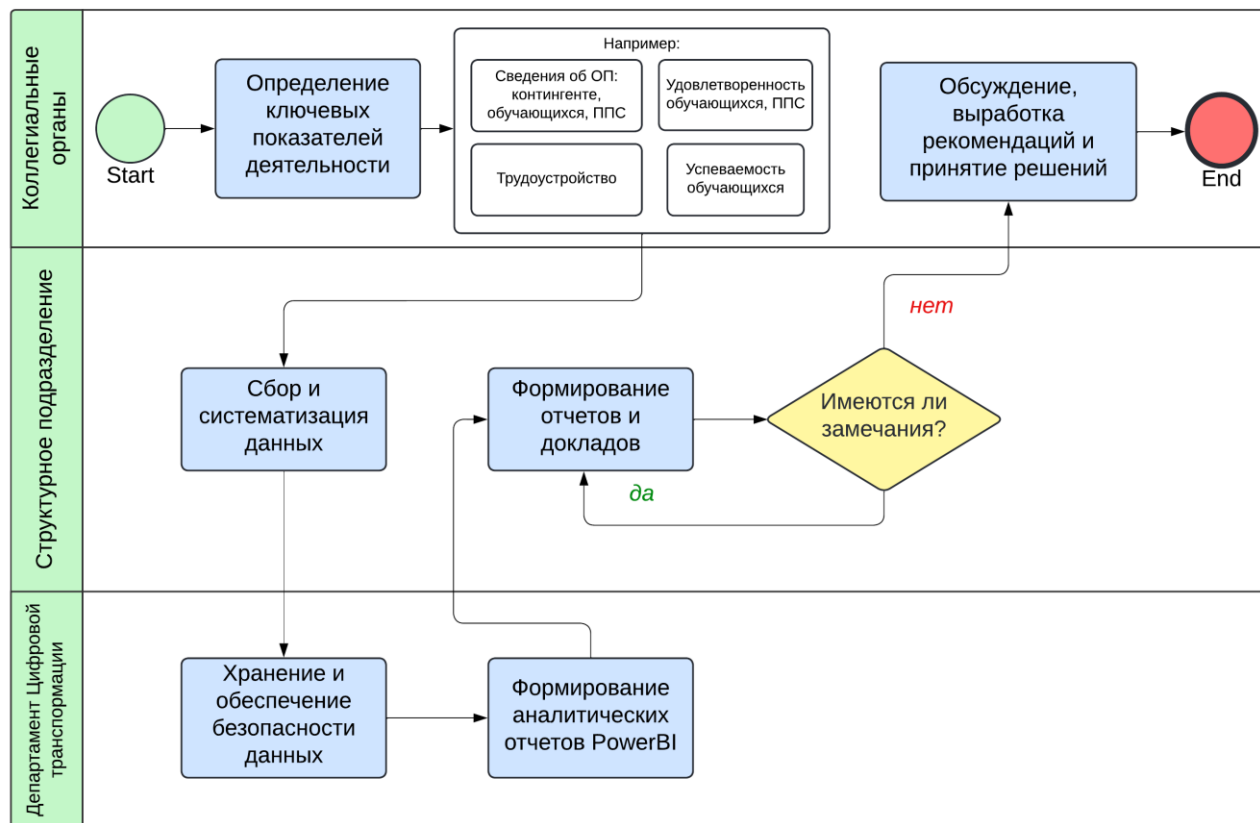 Коллегиальные
органы
Start
Определение
ключевых
показателей
деятельности
Например:
Сведения об ОП:
контингенте,
обучающихся, ППС
Удовлетворенность
обучающихся, ППС
Трудоустройство
Успеваемость
обучающихся
Обсуждение,
выработка
рекомендаций и
принятие решений
End
Структурное подразделение
Сбор и
систематизация
данных
Формирование
отчетов и
докладов
Имеются ли
замечания?
нет
да
Департамент Цифровой
транспормации
Хранение и
обеспечение
безопасности
данных
Формирование
аналитических
отчетов PowerBI